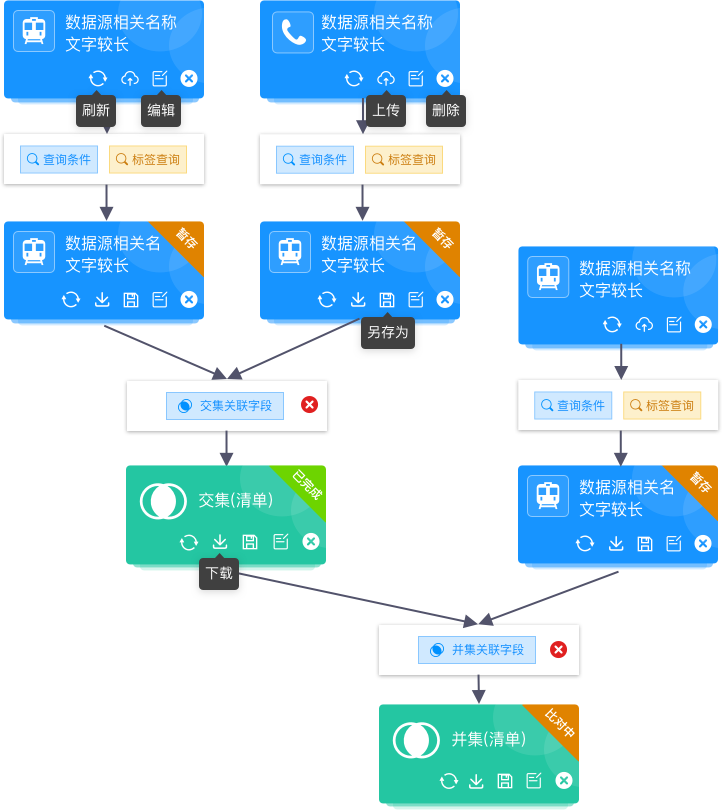 数据源相关名称
文字较长
数据源相关名称
文字较长
刷新
编辑
上传
删除
查询条件
标签查询
查询条件
标签查询
数据源相关名
文字较长
暂存
数据源相关名
文字较长
暂存
数据源相关名称
文字较长
另存为
交集关联字段
查询条件
标签查询
交集(清单)
已完成
数据源相关名
文字较长
暂存
下载
并集关联字段
并集(清单)
比对中